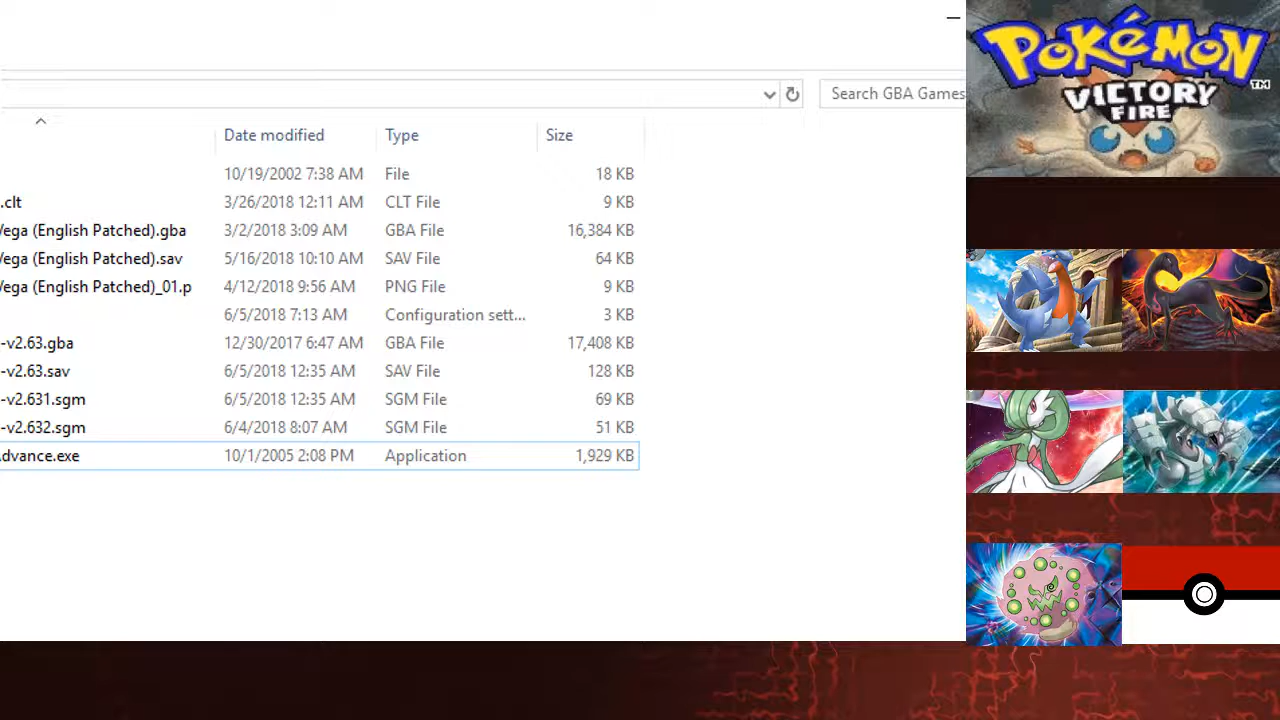 Search GBA Games
Date modified Type Size
10/19/2002 7:38 AM File 18 KB
.clt 3/26/2018 12:11 AM CLT File 9 KB
ega (English Patched).gba 3/2/2018 3:09 AM GBA File 16,384 KB
ega (English Patched).sav 5/16/2018 10:10 AM SAV File 64 KB
ega (English Patched)_01.p 4/12/2018 9:56 AM PNG File 9 KB
6/5/2018 7:13 AM Configuration sett... 3 KB
-v2.63.gba 12/30/2017 6:47 AM GBA File 17,408 KB
-v2.63.sav 6/5/2018 12:35 AM SAV File 128 KB
-v2.631.sgm 6/5/2018 12:35 AM SGM File 69 KB
-v2.632.sgm 6/4/2018 8:07 AM SGM File 51 KB
dvance.exe 10/1/2005 2:08 PM Application 1,929 KB
POKéMON
VICTORY TM
FIRE